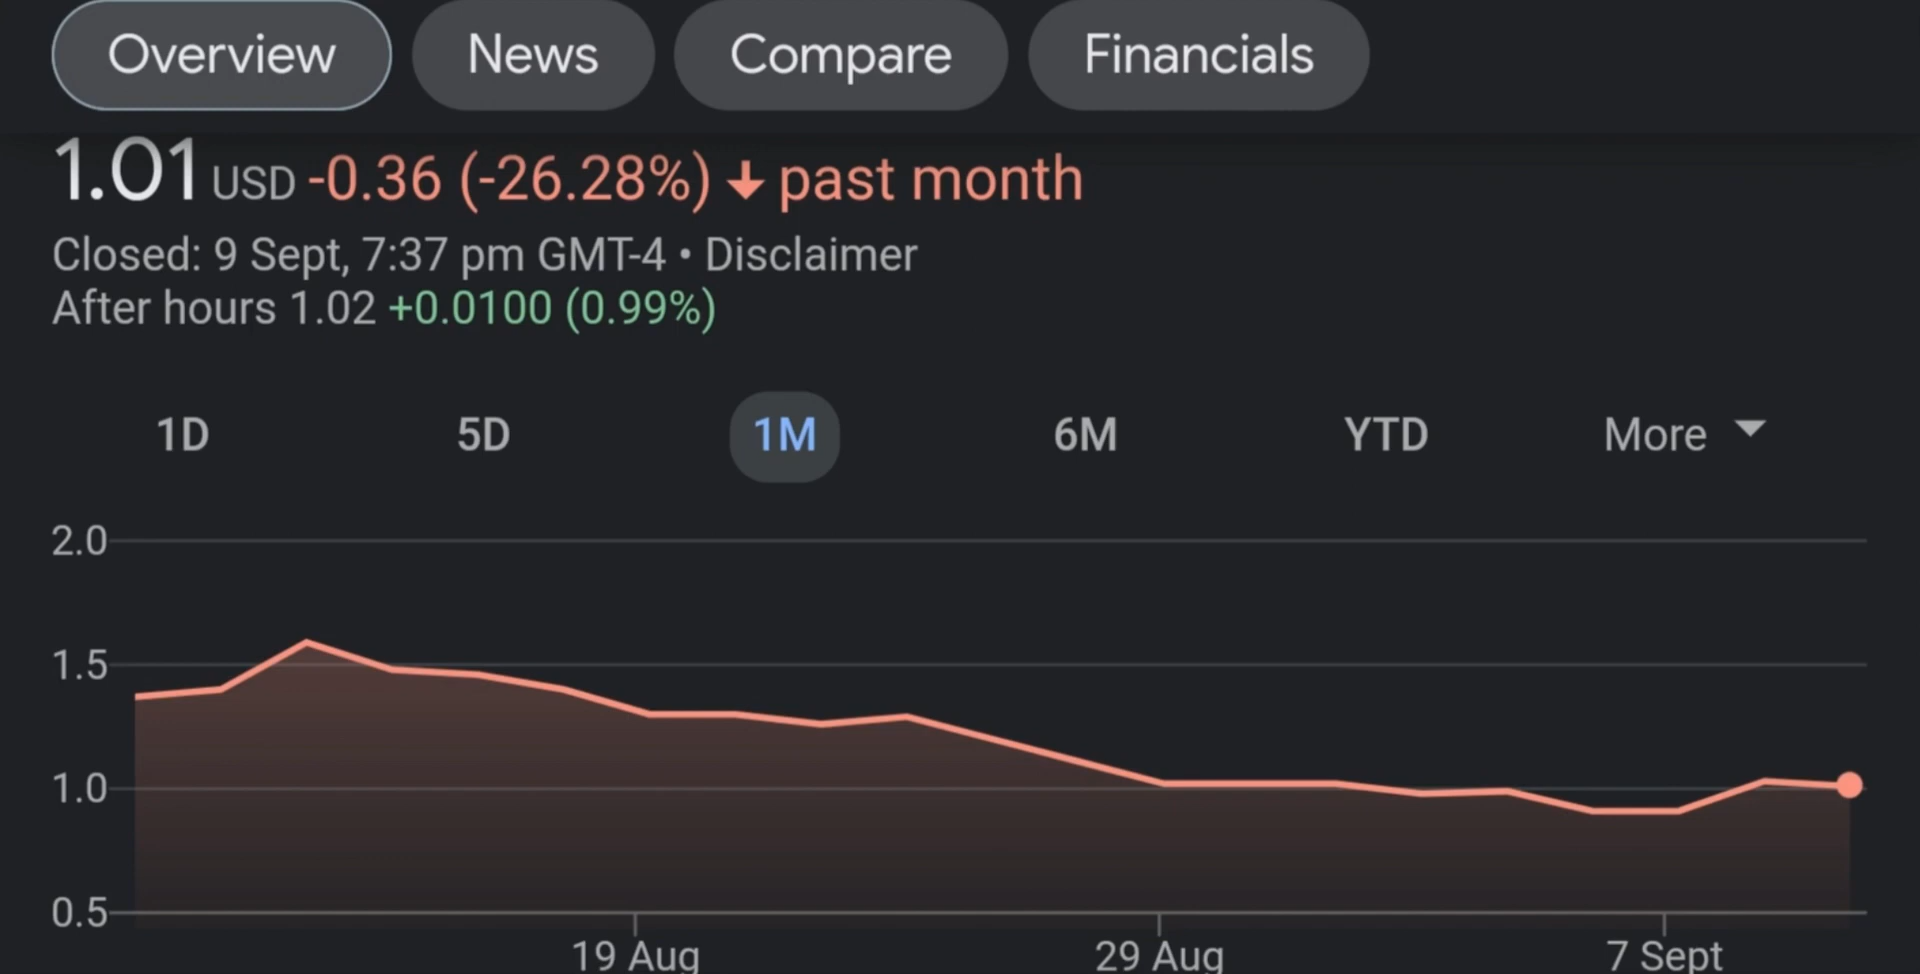 Overview News Compare Financials
1.01 USD -0.36 (-26.28%) ↓ past month
Closed: 9 Sept, 7:37 pm GMT-4 • Disclaimer
After hours 1.02 +0.0100 (0.99%)
1D 5D 1M 6M YTD More
2.0
1.5
1.0
0.5
19 Aug 29 Aug 7 Sept